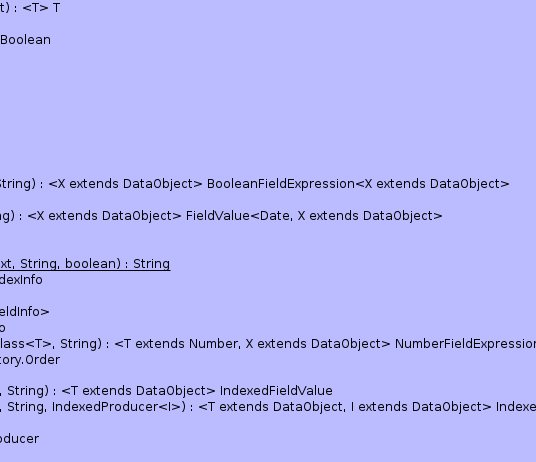 t) : <T> T
Boolean
String) : <X extends DataObject> BooleanFieldExpression<X extends DataObject>
ng) : <X extends DataObject> FieldValue<Date, X extends DataObject>
xt, String, boolean) : String
dexInfo
eldInfo>
o
lass<T>, String) : <T extends Number, X extends DataObject> NumberFieldExpression
tory.Order
, String) : <T extends DataObject> IndexedFieldValue
, String, IndexedProducer<I>) : <T extends DataObject, I extends DataObject> Indexe
oducer